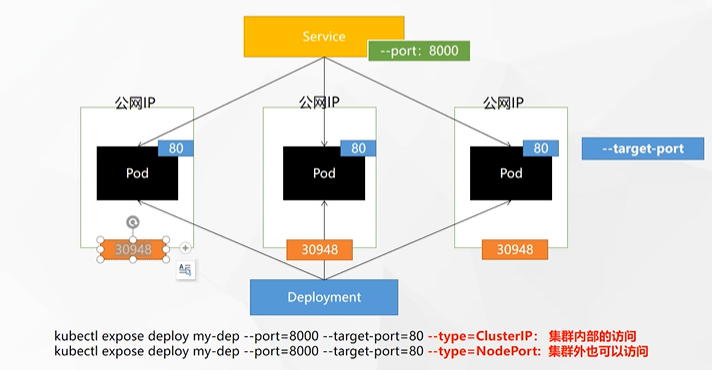 Service
--port: 8000
公网IP
公网IP
公网IP
80
80
80
Pod
Pod
Pod
--target-port
30948
30948
30948
Deployment
kubectl expose deploy my-dep --port=8000 --target-port=80 --type=ClusterIP： 集群内部的访问
kubectl expose deploy my-dep --port=8000 --target-port=80 --type=NodePort: 集群外也可以访问